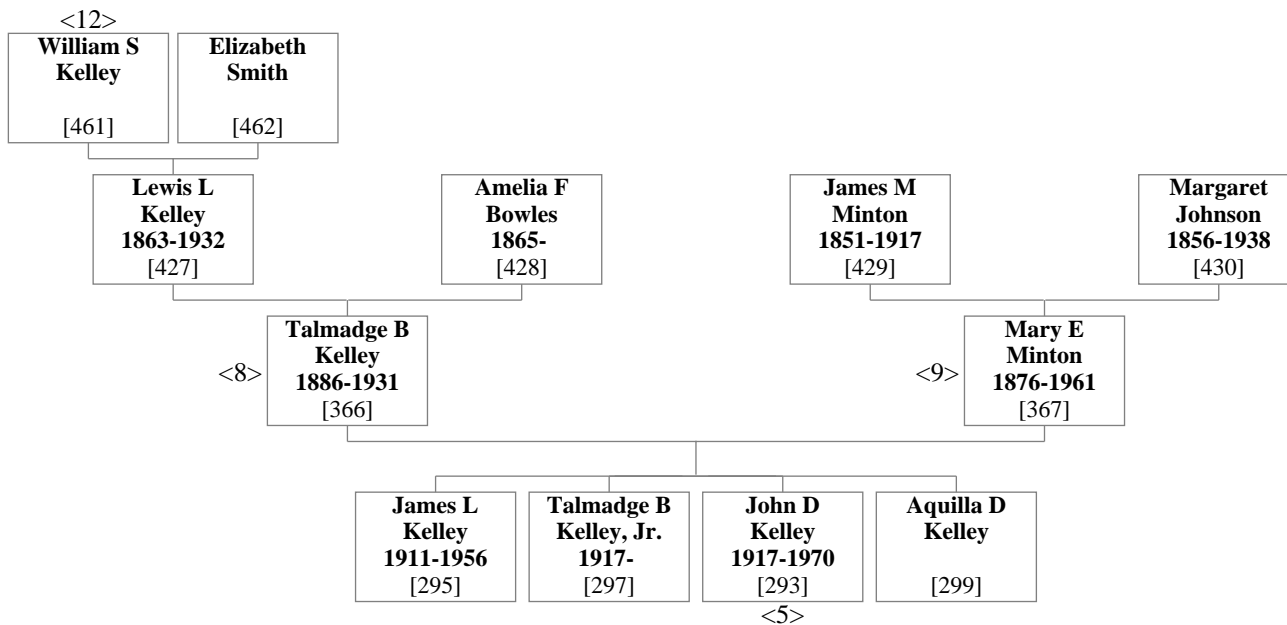 <12>
William S
Kelley
[461]
Elizabeth
Smith
[462]
Lewis L
Kelley
1863-1932
[427]
Amelia F
Bowles
1865-
[428]
James M
Minton
1851-1917
[429]
Margaret
Johnson
1856-1938
[430]
<8>
Talmadge B
Kelley
1886-1931
[366]
<9>
Mary E
Minton
1876-1961
[367]
James L
Kelley
1911-1956
[295]
Talmadge B
Kelley, Jr.
1917-
[297]
John D
Kelley
1917-1970
[293]
<5>
Aquilla D
Kelley
[299]